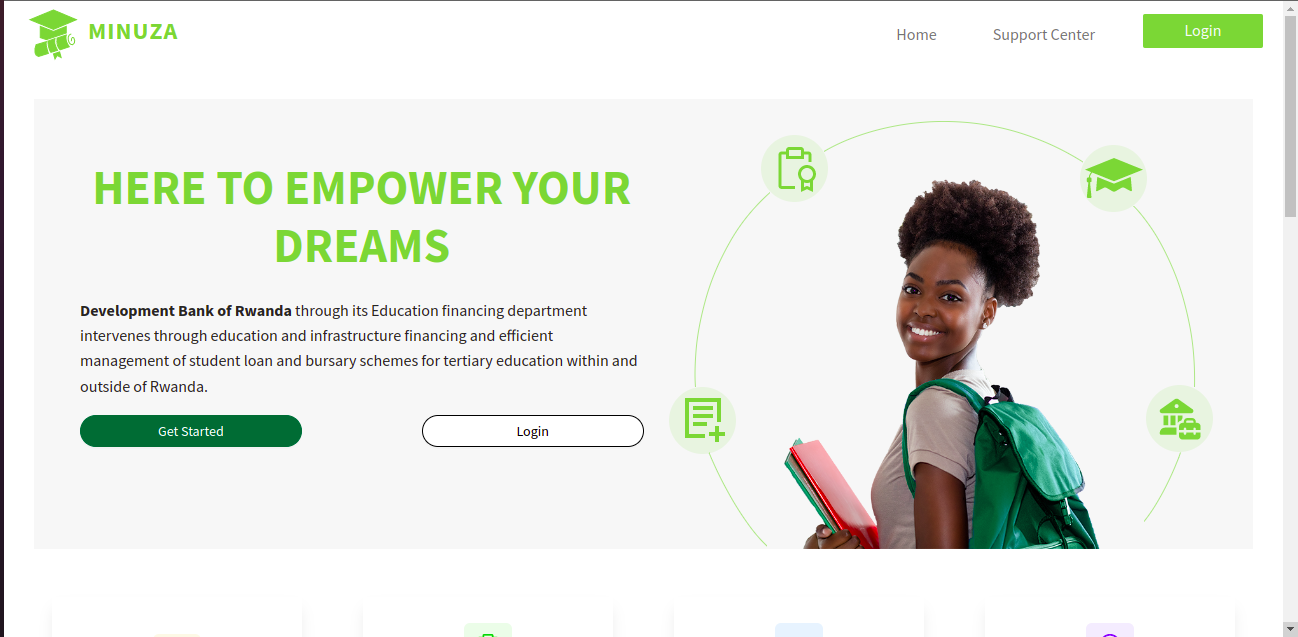 MINUZA
Home
Support Center
Login
HERE TO EMPOWER YOUR
DREAMS
Development Bank of Rwanda through its Education financing department
intervenes through education and infrastructure financing and efficient
management of student loan and bursary schemes for tertiary education within and
outside of Rwanda.
Get Started
Login